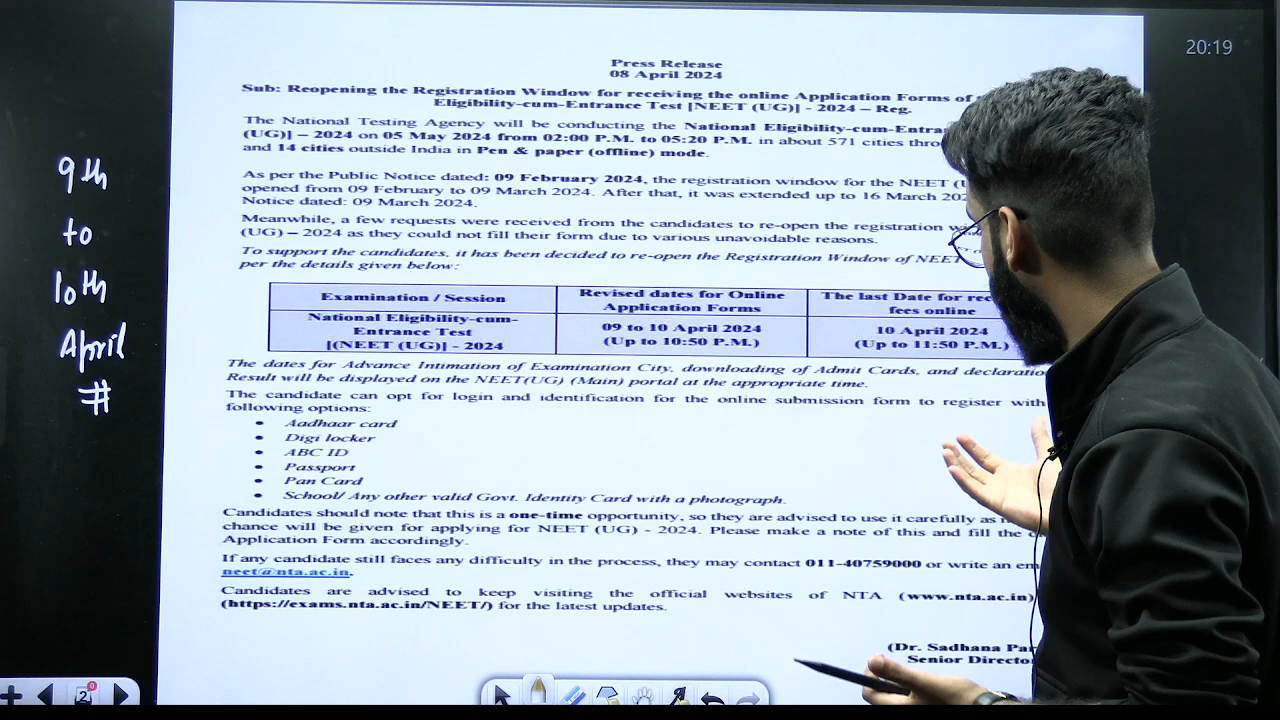 20:19
Press Release
08 April 2024
Sub: Reopening the Registration Window for receiving the online Application Forms of
Eligibility-cum-Entrance Test [NEET (UG)] - 2024 – Reg.
The National Testing Agency will be conducting the National Eligibility-cum-Entra
(UG)] – 2024 on 05 May 2024 from 02:00 P.M. to 05:20 P.M. in about 571 cities thro
and 14 cities outside India in Pen & paper (offline) mode.
As per the Public Notice dated: 09 February 2024, the registration window for the NEET (U
opened from 09 February to 09 March 2024. After that, it was extended up to 16 March 202
Notice dated: 09 March 2024.
Meanwhile, a few requests were received from the candidates to re-open the registration w
(UG) – 2024 as they could not fill their form due to various unavoidable reasons.
To support the candidates, it has been decided to re-open the Registration Window of NEET
per the details given below:
Examination / Session
Revised dates for Online
Application Forms
The last Date for rec
fees online
National Eligibility-cum-
Entrance Test
[(NEET (UG)] - 2024
09 to 10 April 2024
(Up to 10:50 P.M.)
10 April 2024
(Up to 11:50 P.M.)
The dates for Advance Intimation of Examination City, downloading of Admit Cards, and declaratio
Result will be displayed on the NEET(UG) (Main) portal at the appropriate time.
The candidate can opt for login and identification for the online submission form to register with
following options:
• Aadhaar card
• Digi locker
• ABC ID
• Passport
• Pan Card
• School/ Any other valid Govt. Identity Card with a photograph.
Candidates should note that this is a one-time opportunity, so they are advised to use it carefully as
chance will be given for applying for NEET (UG) - 2024. Please make a note of this and fill the
Application Form accordingly.
If any candidate still faces any difficulty in the process, they may contact 011-40759000 or write an em
neet@nta.ac.in.
Candidates are advised to keep visiting the official websites of NTA (www.nta.ac.in)
(https://exams.nta.ac.in/NEET/) for the latest updates.
(Dr. Sadhana Par
Senior Director
9th
to
10th
April
#
2
0